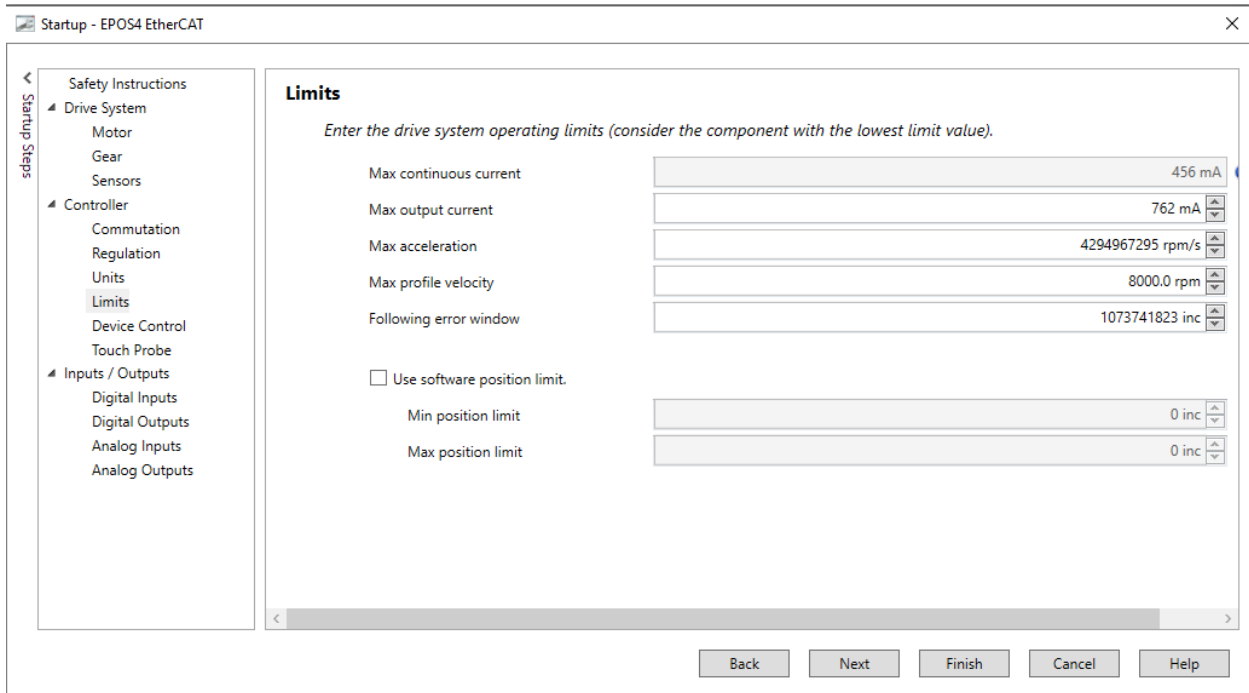 Startup - EPOS4 EtherCAT
Startup Steps
Safety Instructions
Drive System
Motor
Gear
Sensors
Controller
Commutation
Regulation
Units
Limits
Device Control
Touch Probe
Inputs / Outputs
Digital Inputs
Digital Outputs
Analog Inputs
Analog Outputs
Limits
Enter the drive system operating limits (consider the component with the lowest limit value).
Max continuous current 456 mA
Max output current 762 mA
Max acceleration 4294967295 rpm/s
Max profile velocity 8000.0 rpm
Following error window 1073741823 inc
Use software position limit.
Min position limit 0 inc
Max position limit 0 inc
Back Next Finish Cancel Help